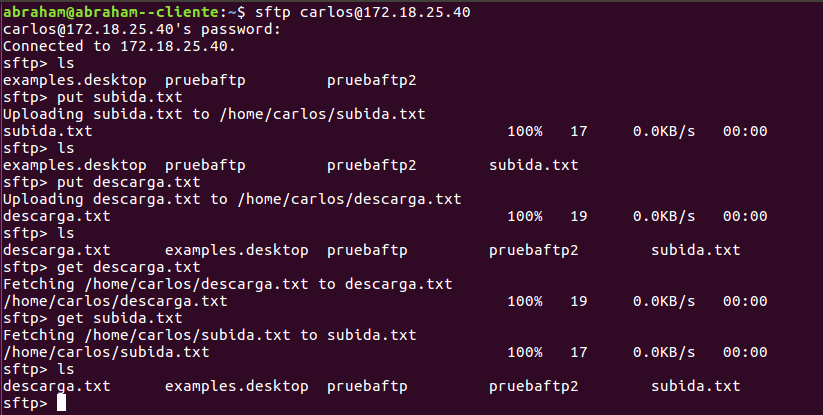 abraham@abraham--cliente:~$ sftp carlos@172.18.25.40
carlos@172.18.25.40's password:
Connected to 172.18.25.40.
sftp> ls
examples.desktop  pruebaftp         pruebaftp2
sftp> put subida.txt
Uploading subida.txt to /home/carlos/subida.txt
subida.txt                                              100%   17     0.0KB/s   00:00
sftp> ls
examples.desktop  pruebaftp         pruebaftp2        subida.txt
sftp> put descarga.txt
Uploading descarga.txt to /home/carlos/descarga.txt
descarga.txt                                            100%   19     0.0KB/s   00:00
sftp> ls
descarga.txt      examples.desktop  pruebaftp         pruebaftp2        subida.txt
sftp> get descarga.txt
Fetching /home/carlos/descarga.txt to descarga.txt
/home/carlos/descarga.txt                               100%   19     0.0KB/s   00:00
sftp> get subida.txt
Fetching /home/carlos/subida.txt to subida.txt
/home/carlos/subida.txt                                 100%   17     0.0KB/s   00:00
sftp> ls
descarga.txt      examples.desktop  pruebaftp         pruebaftp2        subida.txt
sftp>